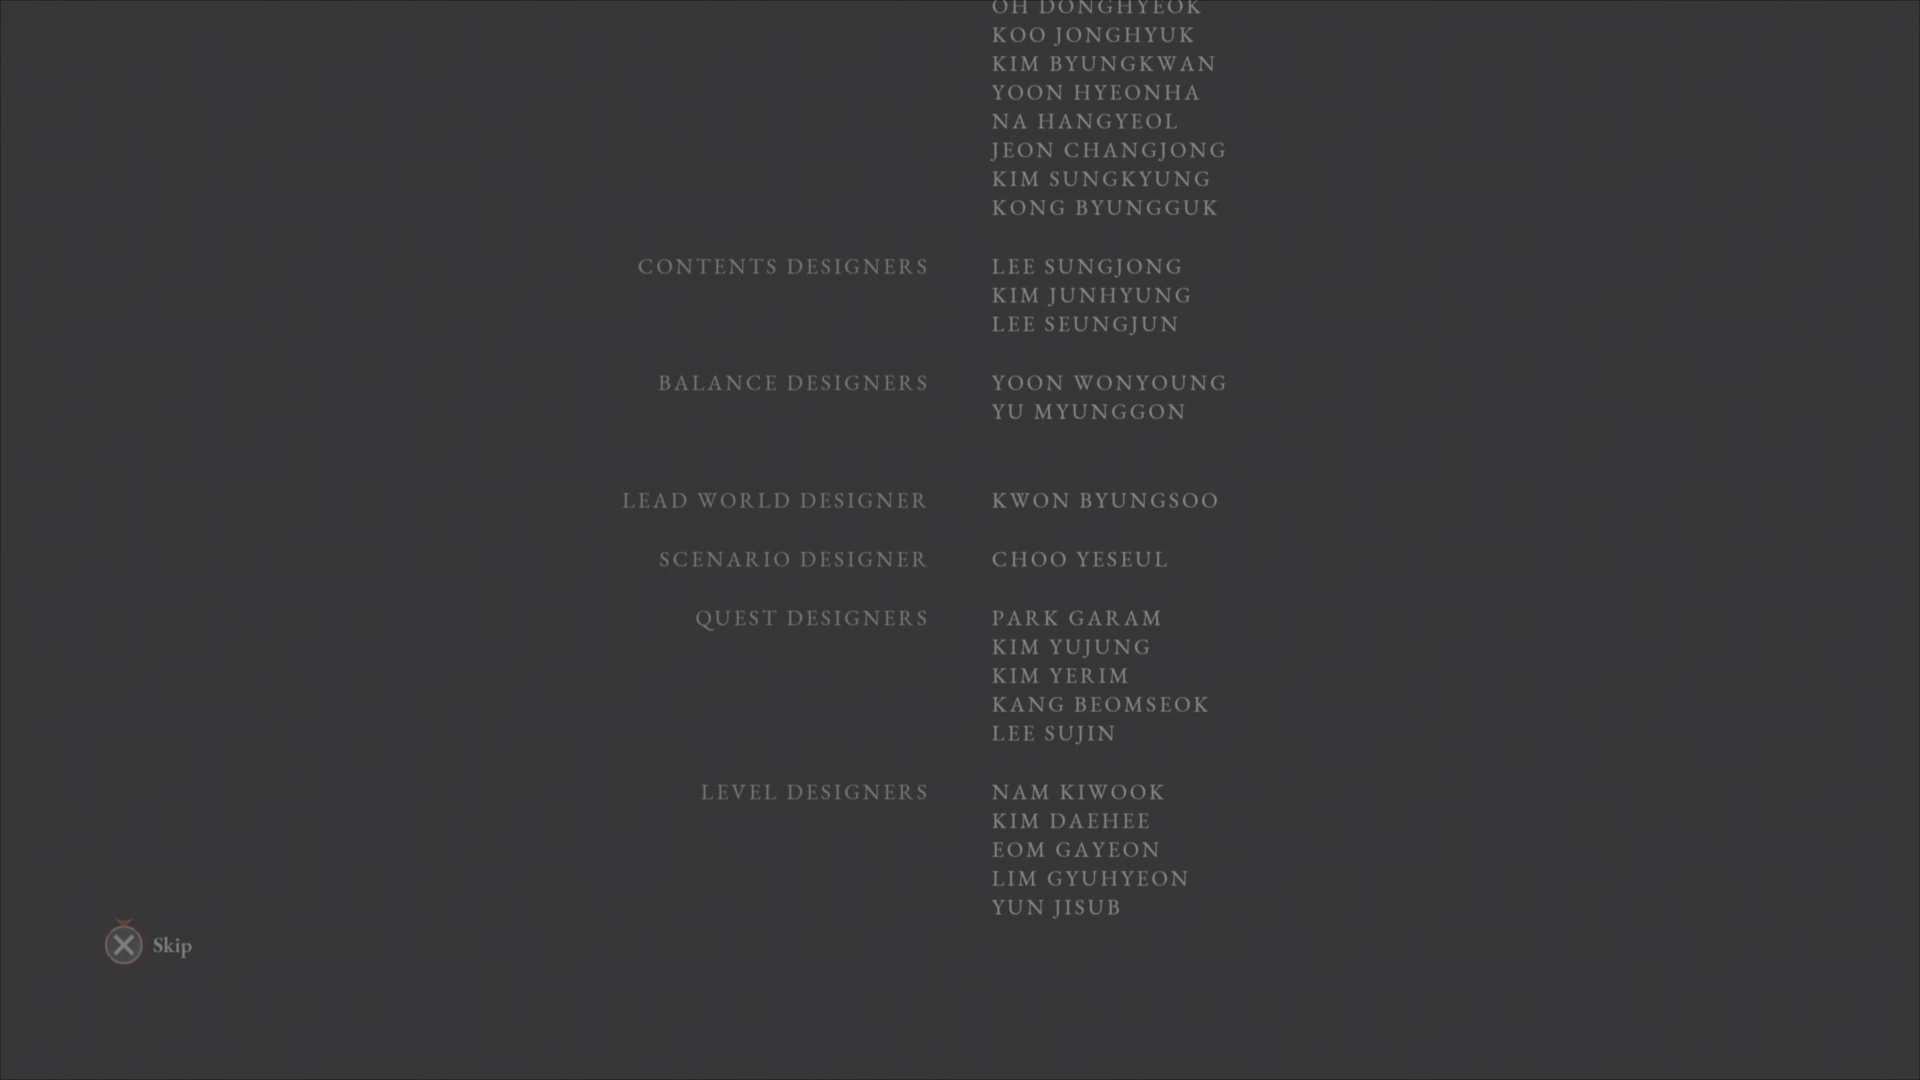 OH DONGHYEOK
KOO JONGHYUK
KIM BYUNGKWAN
YOON HYEONHA
NA HANGYEOL
JEON CHANGJONG
KIM SUNGKYUNG
KONG BYUNGGUK
CONTENTS DESIGNERS LEE SUNGJONG
KIM JUNHYUNG
LEE SEUNGJUN
BALANCE DESIGNERS YOON WONYOUNG
YU MYUNGGON
LEAD WORLD DESIGNER KWON BYUNGSOO
SCENARIO DESIGNER CHOO YESEUL
QUEST DESIGNERS PARK GARAM
KIM YUJUNG
KIM YERIM
KANG BEOMSEOK
LEE SUJIN
LEVEL DESIGNERS NAM KIWOOK
KIM DAEHEE
EOM GAYEON
LIM GYUHYEON
YUN JISUB
Skip